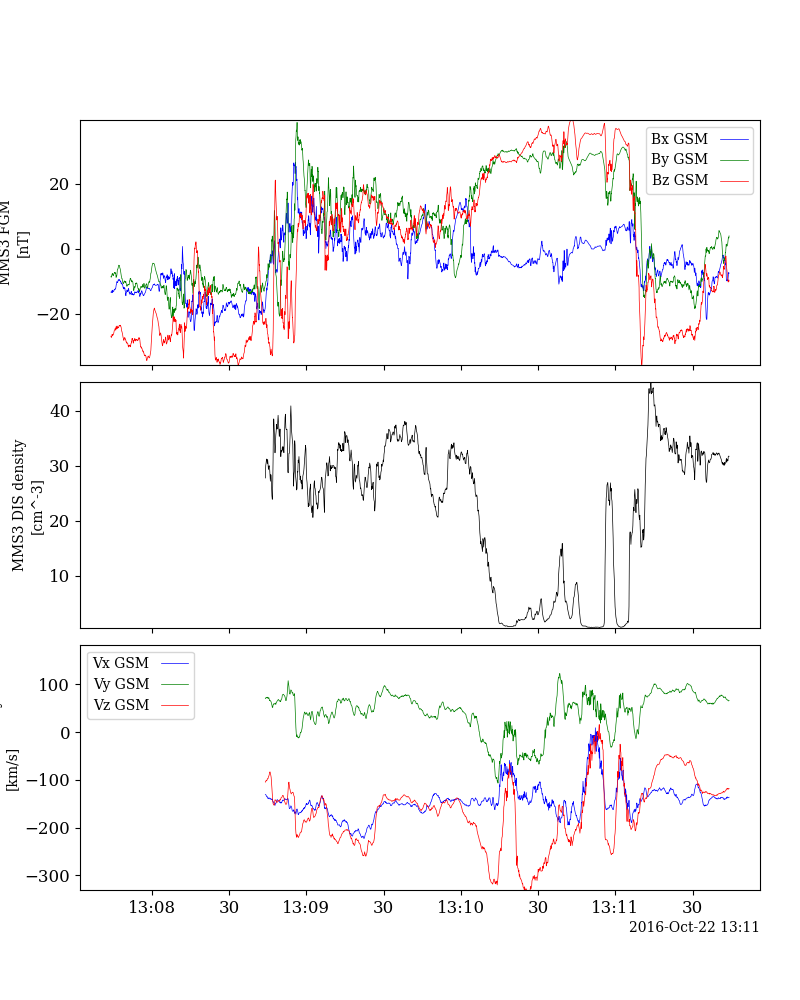 MMS3 FGM
[nT]
20
0
−20
Bx GSM
By GSM
Bz GSM
MMS3 DIS density
[cm^-3]
40
30
20
10
[km/s]
100
0
−100
−200
−300
Vx GSM
Vy GSM
Vz GSM
13:08
30
13:09
30
13:10
30
13:11
30
2016-Oct-22 13:11